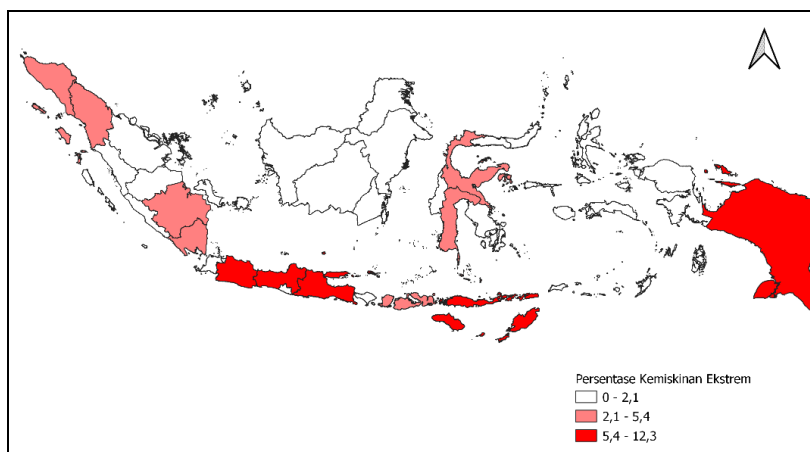 Persentase Kemiskinan Ekstrem
0 - 2,1
2,1 - 5,4
5,4 - 12,3